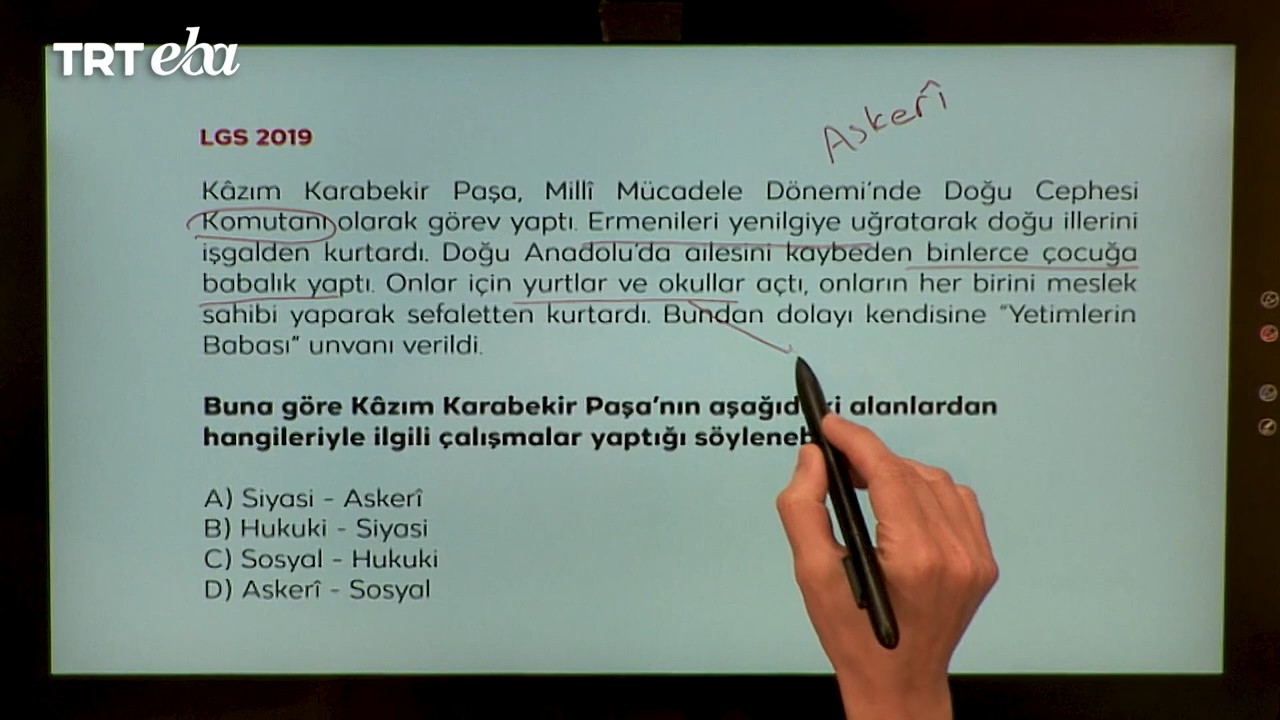 TRT eba
Askerî
LGS 2019
Kâzım Karabekir Paşa, Millî Mücadele Dönemi'nde Doğu Cephesi
Komutanı olarak görev yaptı. Ermenileri yenilgiye uğratarak doğu illerini
işgalden kurtardı. Doğu Anadolu'da ailesini kaybeden binlerce çocuğa
babalık yaptı. Onlar için yurtlar ve okullar açtı, onların her birini meslek
sahibi yaparak sefaletten kurtardı. Bundan dolayı kendisine "Yetimlerin
Babası" unvanı verildi.
Buna göre Kâzım Karabekir Paşa'nın alanlardan
hangileriyle ilgili çalışmalar yaptığı
A) Siyasi - Askerî
B) Hukuki - Siyasi
C) Sosyal - Hukuki
D) Askerî - Sosyal